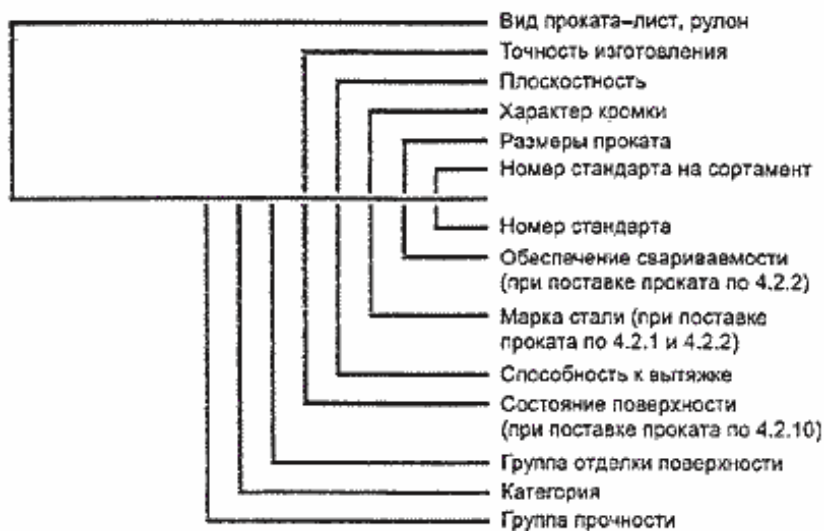 Вид проката–лист, рулон
Точность изготовления
Плоскостность
Характер кромки
Размеры проката
Номер стандарта на сортамент
Номер стандарта
Обеспечение свариваемости
(при поставке проката по 4.2.2)
Марка стали (при поставке
проката по 4.2.1 и 4.2.2)
Способность к вытяжке
Состояние поверхности
(при поставке проката по 4.2.10)
Группа отделки поверхности
Категория
Группа прочности